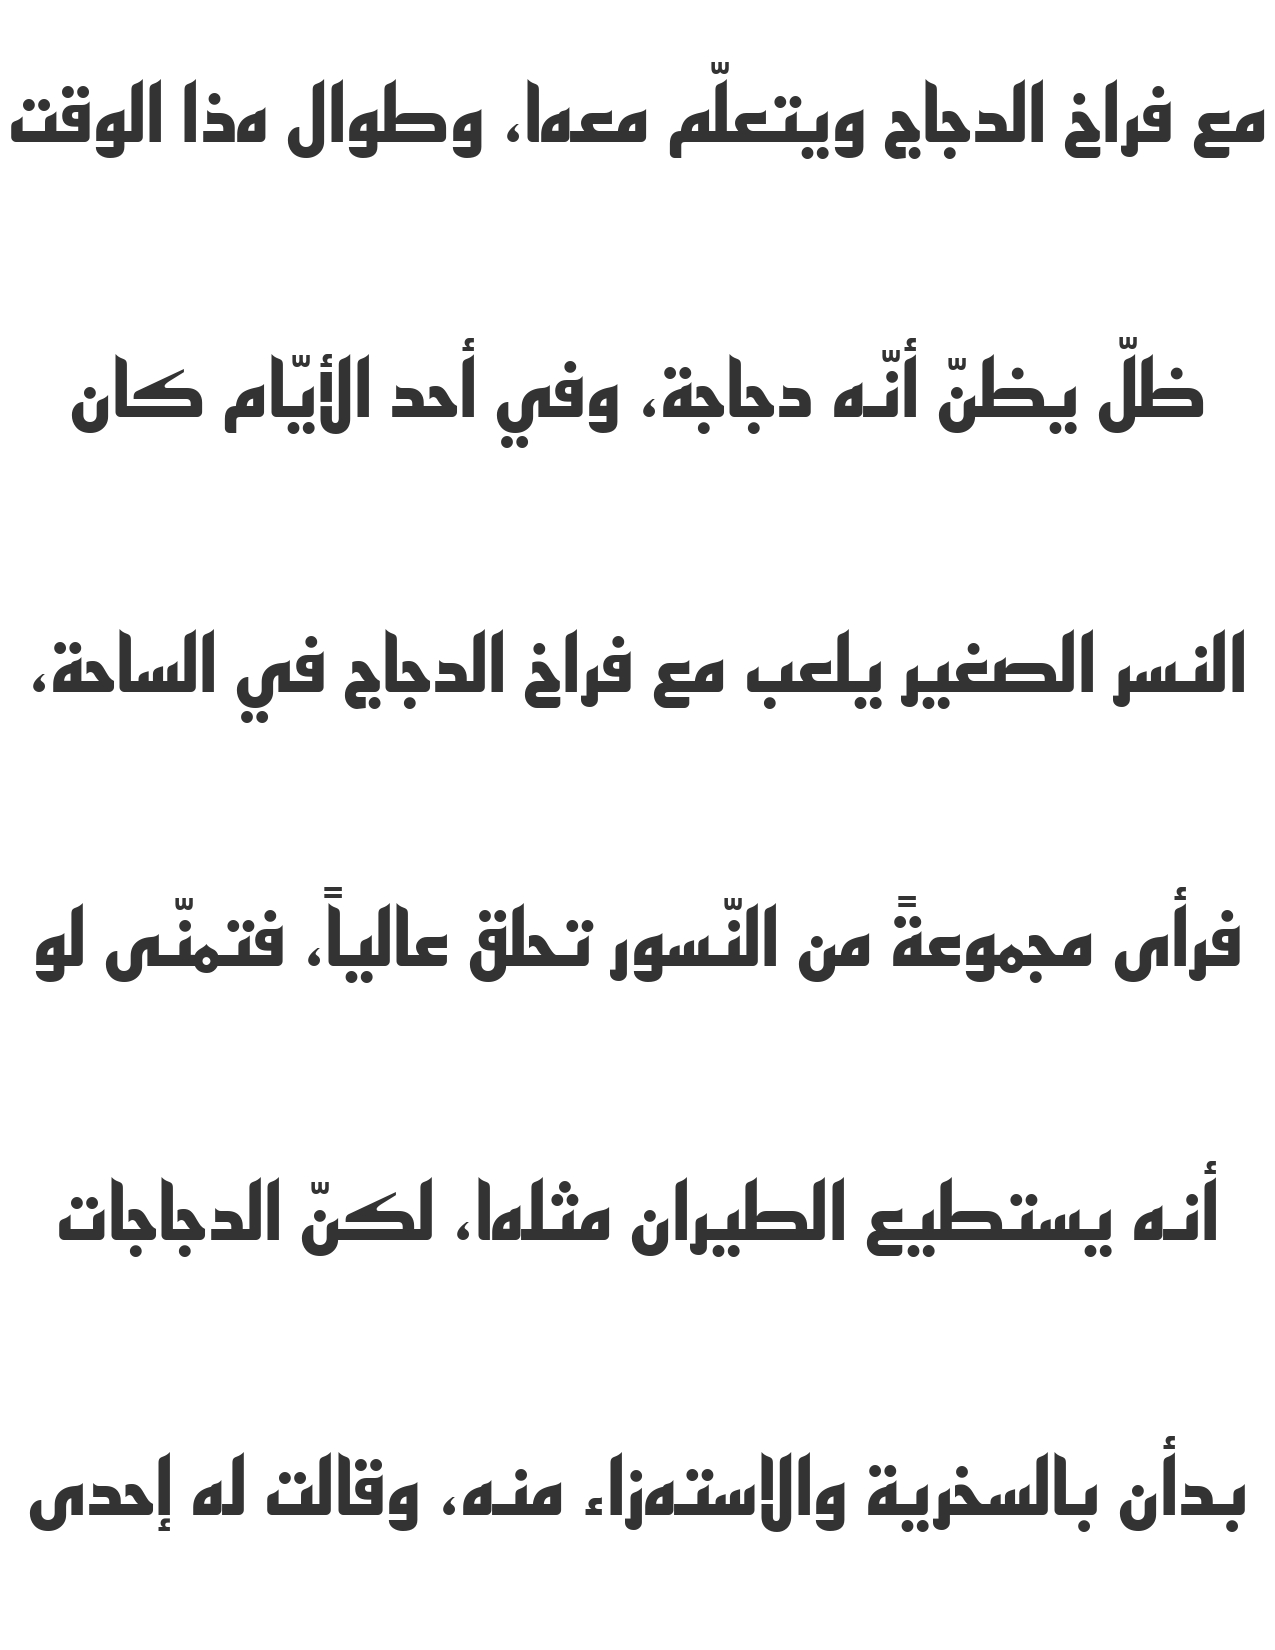 مع فراخ الدجاج ويتعلّم معها، وطوال هذا الوقت
ظلّ يظنّ أنّه دجاجة، وفي أحد الأيّام كان
النسر الصغير يلعب مع فراخ الدجاج في الساحة،
فرأى مجموعةً من النّسور تحلق عالياً، فتمنّى لو
أنه يستطيع الطيران مثلها، لكنّ الدجاجات
بدأن بالسخرية والاستهزاء منه، وقالت له إحدى